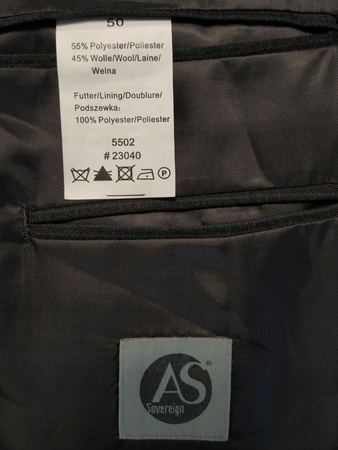 50
55% Polyester/Poliester
45% Wolle/Wool/Laine/
Wełna
Futter/Lining/Doublure/
Podszewka:
100% Polyester/Poliester
5502
# 23040
P
AS®
Sovereign